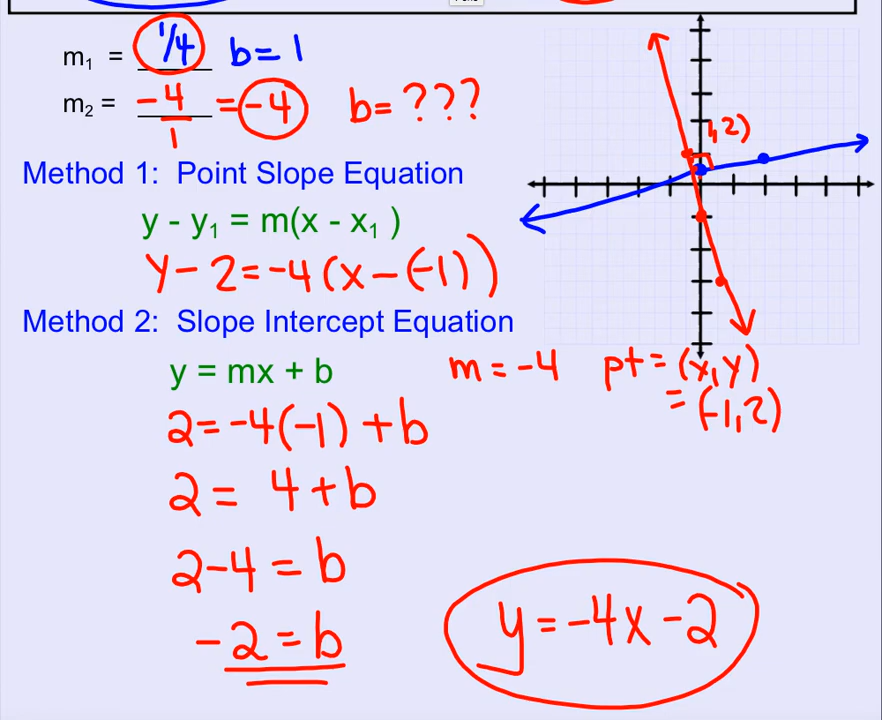 m₁ = 1/4 b = 1
m₂ = -4/1 = -4 b = ???
,2)
Method 1: Point Slope Equation
y - y₁ = m(x - x₁ )
y - 2 = -4(x - (-1))
Method 2: Slope Intercept Equation
y = mx + b
m = -4 pt = (x,y)
= (-1,2)
2 = -4(-1) + b
2 = 4 + b
2-4 = b
-2 = b
y = -4x - 2